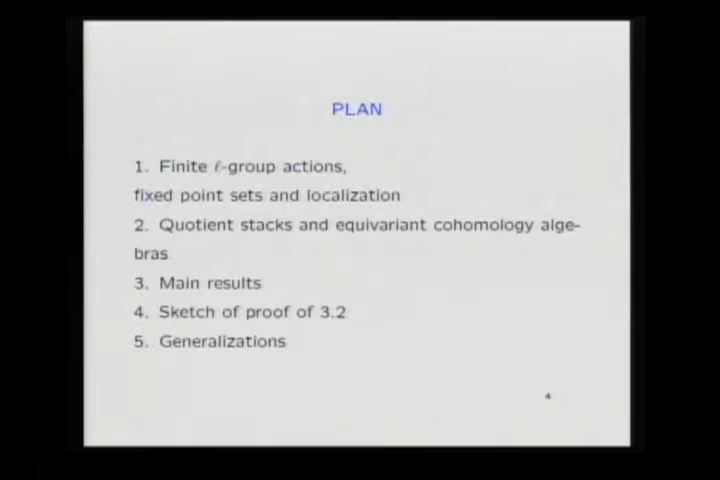 PLAN
1. Finite ℓ-group actions,
fixed point sets and localization
2. Quotient stacks and equivariant cohomology alge-
bras
3. Main results
4. Sketch of proof of 3.2
5. Generalizations
4